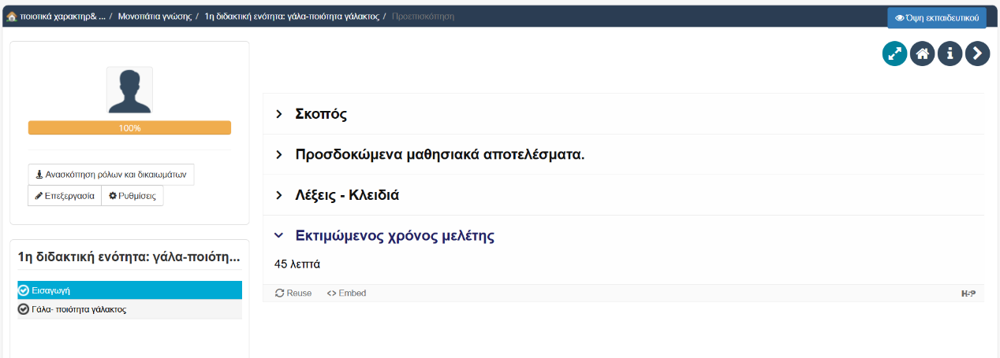 ποιοτικά χαρακτηρ& ... / Μονοπάτια γνώσης / 1η διδακτική ενότητα: γάλα-ποιότητα γάλακτος / Προεπισκόπηση
Όψη εκπαιδευτικού
100%
Ανασκόπηση ρόλων και δικαιωμάτων
Επεξεργασία
Ρυθμίσεις
1η διδακτική ενότητα: γάλα-ποιότη...
Εισαγωγή
Γάλα- ποιότητα γάλακτος
Σκοπός
Προσδοκώμενα μαθησιακά αποτελέσματα.
Λέξεις - Κλειδιά
Εκτιμώμενος χρόνος μελέτης
45 λεπτά
Reuse <> Embed
H-P